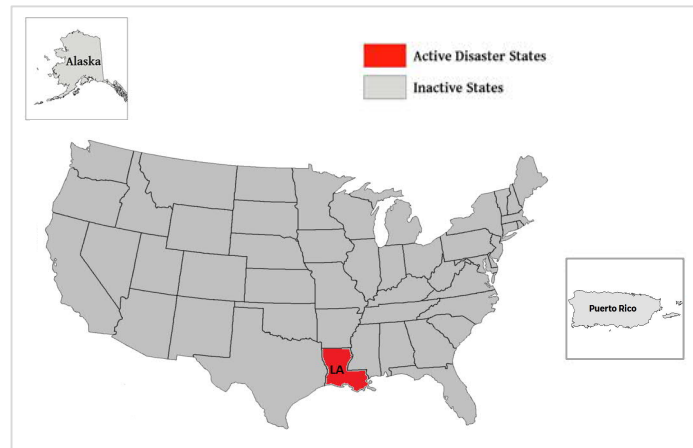 Alaska
Active Disaster States
Inactive States
Puerto Rico
LA